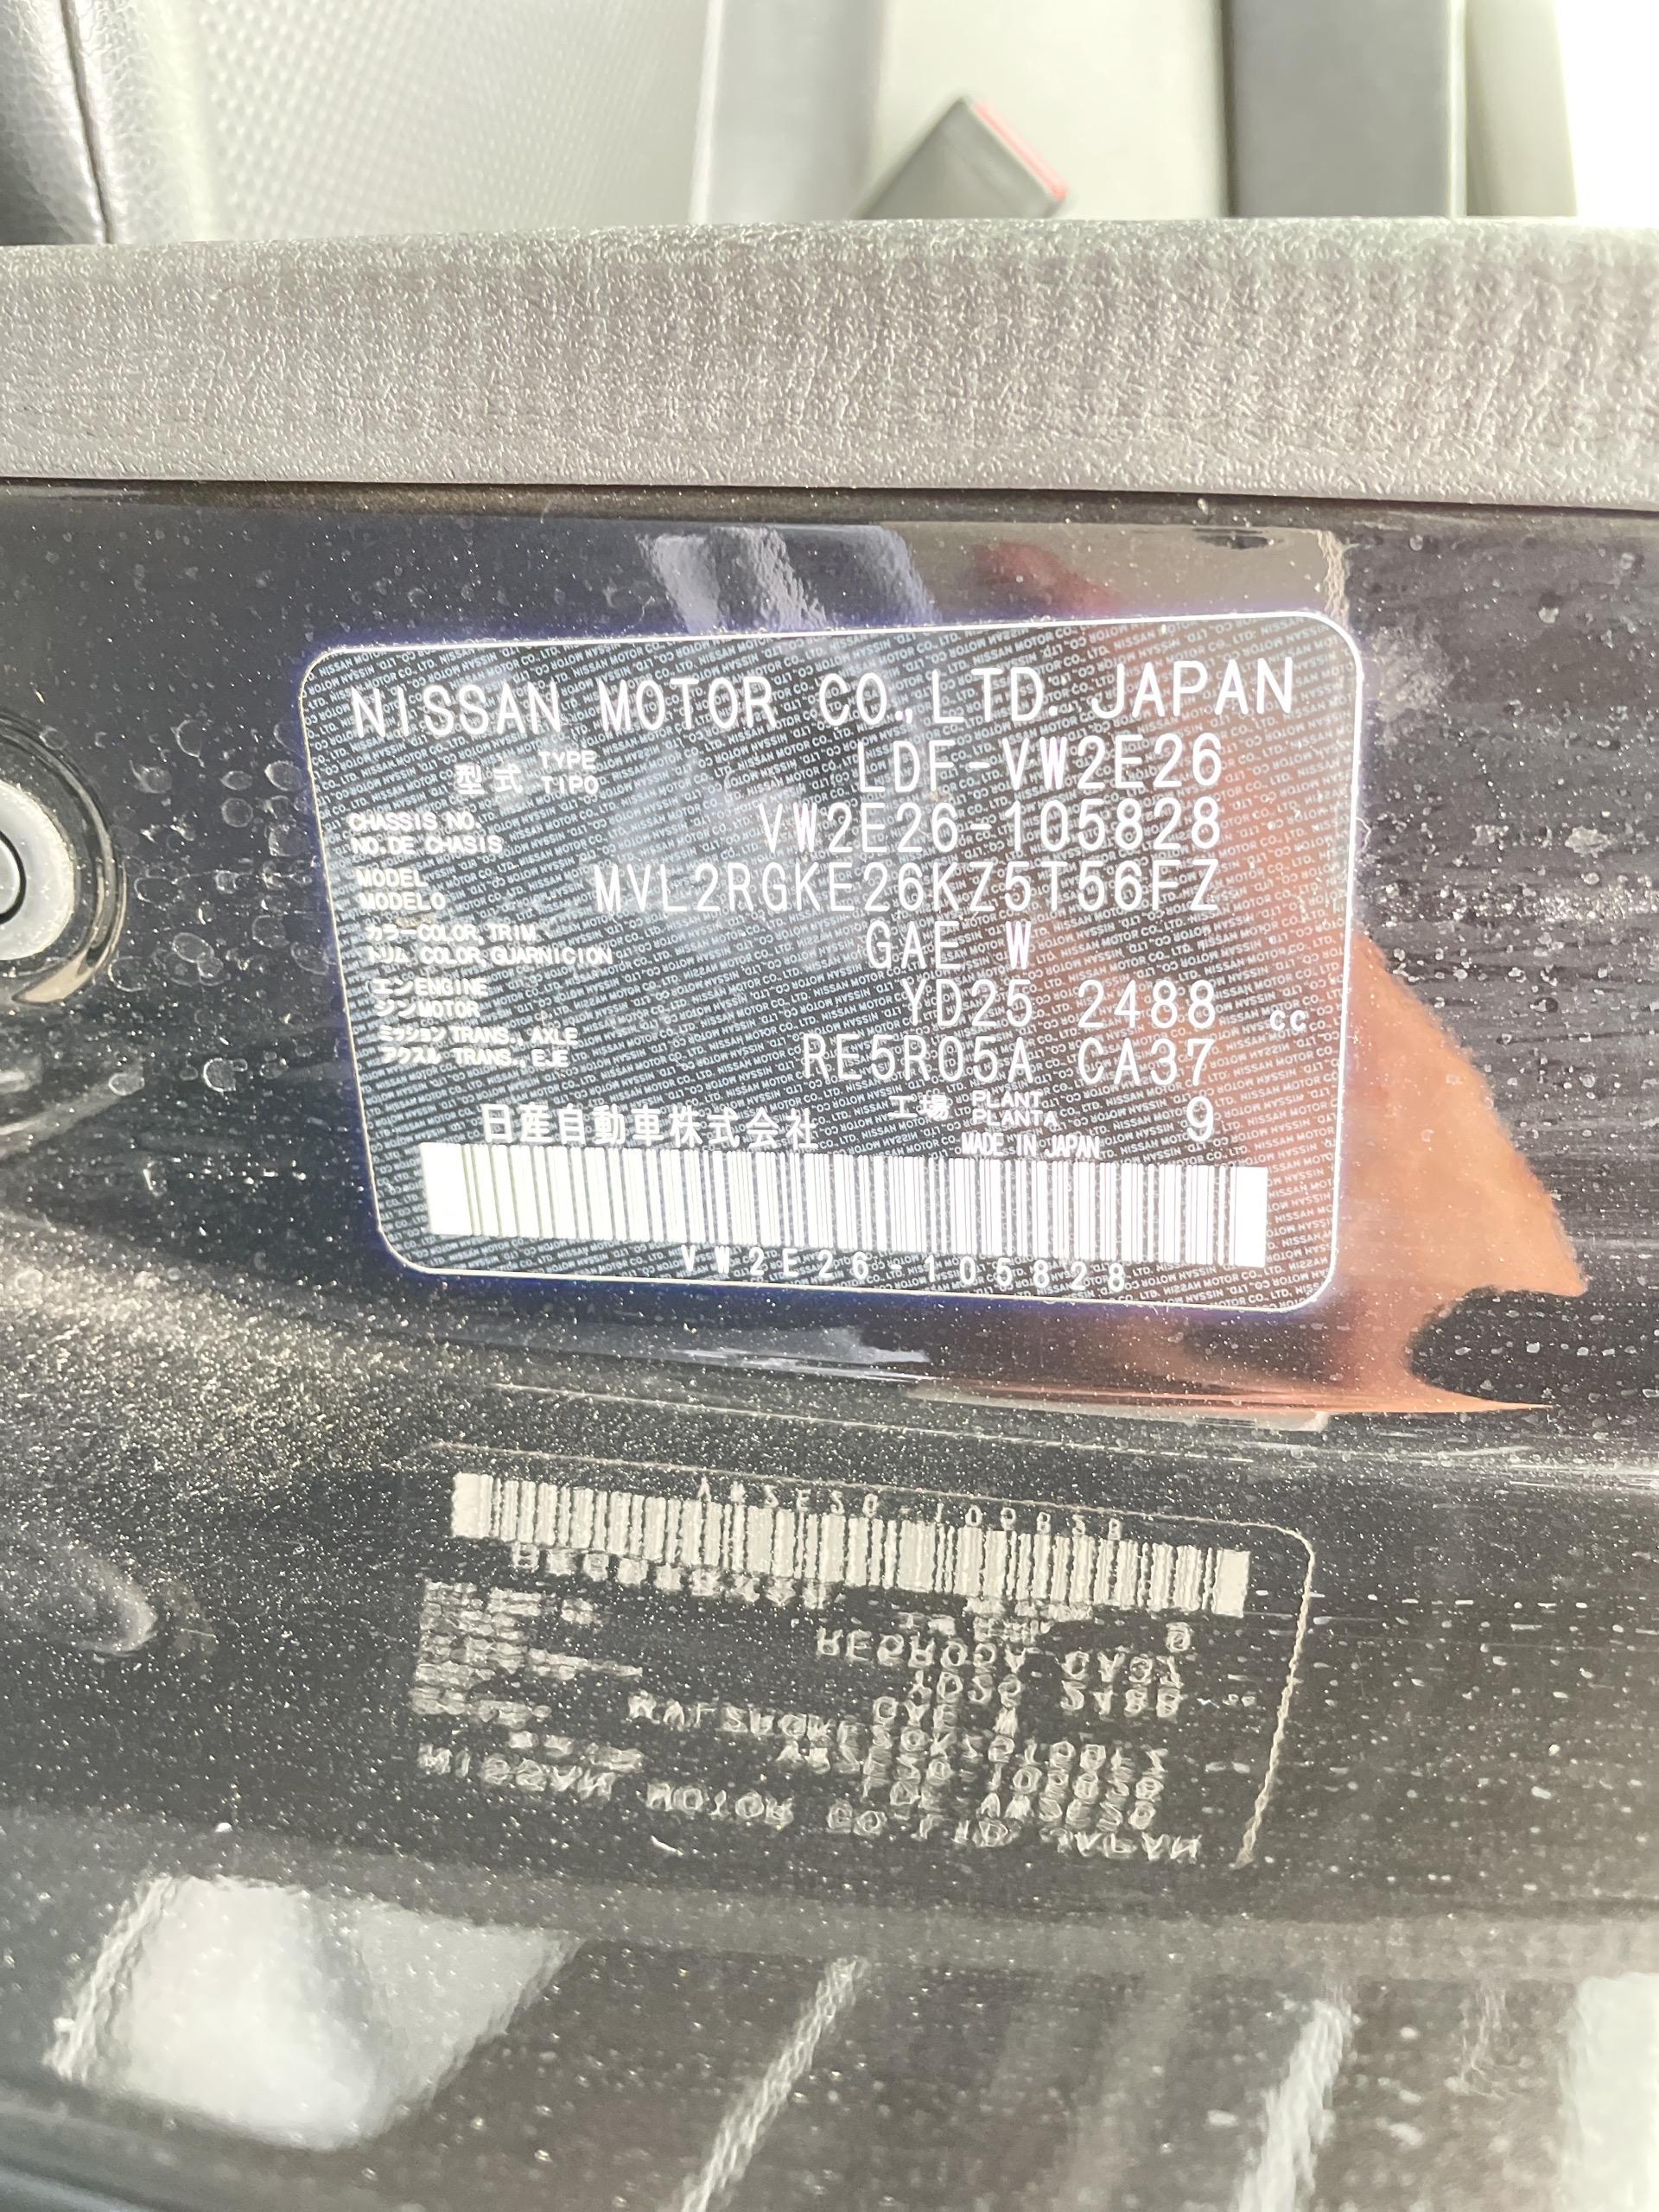 NISSAN MOTOR CO., LTD. JAPAN
型式 TYPE TIPO LDF-VW2E26
CHASSIS NO. NO. DE CHASIS VW2E26-105828
MODEL MODELO MVL2RGKE26KZ5T56FZ
カラー COLOR, TRIM トリム COLOR, GUARNICION GAE W
エンジン ENGINE MOTOR YD25 2488 cc
ミッション TRANS., AXLE アクスル TRANS., EJE RE5R05A CA37
日産自動車株式会社 工場 PLANT PLANTA 9
MADE IN JAPAN
VW2E26-105828